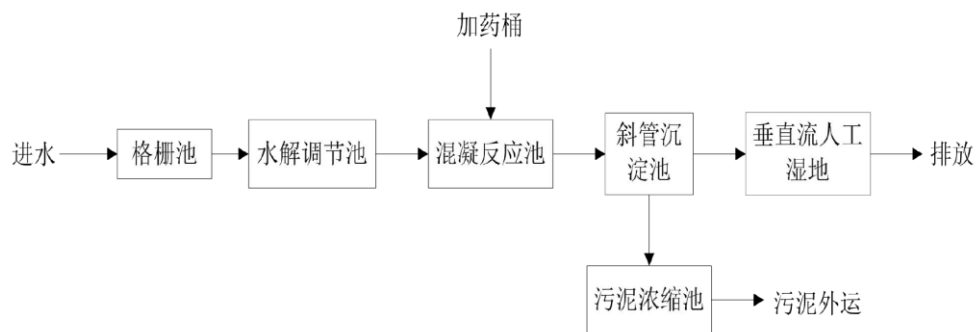 加药桶
进水
格栅池
水解调节池
混凝反应池
斜管沉
淀池
垂直流人工
湿地
排放
污泥浓缩池
污泥外运